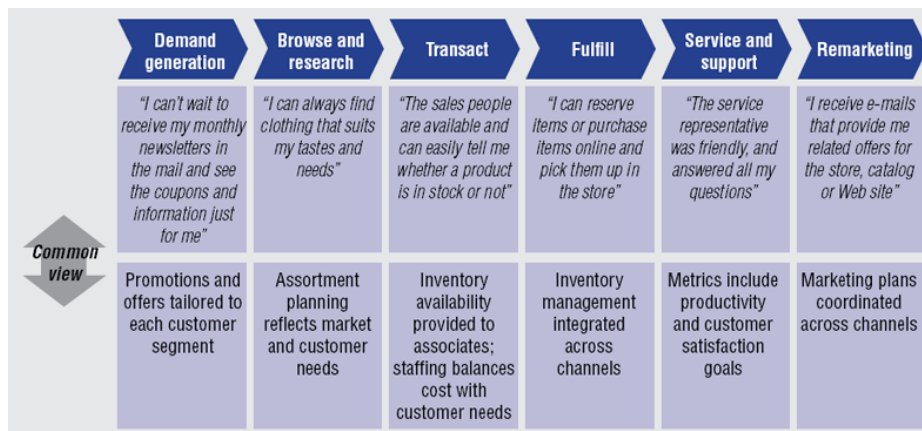 Demand
generation
Browse and
research
Transact
Fulfill
Service and
support
Remarketing
“I can’t wait to
receive my monthly
newsletters in
the mail and see
the coupons and
information just
for me”
“I can always find
clothing that suits
my tastes and
needs”
“The sales people
are available and
can easily tell me
whether a product
is in stock or not”
“I can reserve
items or purchase
items online and
pick them up in
the store”
“The service
representative
was friendly, and
answered all my
questions”
“I receive e-mails
that provide me
related offers for
the store, catalog
or Web site”
Common
view
Promotions and
offers tailored to
each customer
segment
Assortment
planning
reflects market
and customer
needs
Inventory
availability
provided to
associates;
staffing balances
cost with
customer needs
Inventory
management
integrated
across
channels
Metrics include
productivity
and customer
satisfaction
goals
Marketing plans
coordinated
across channels